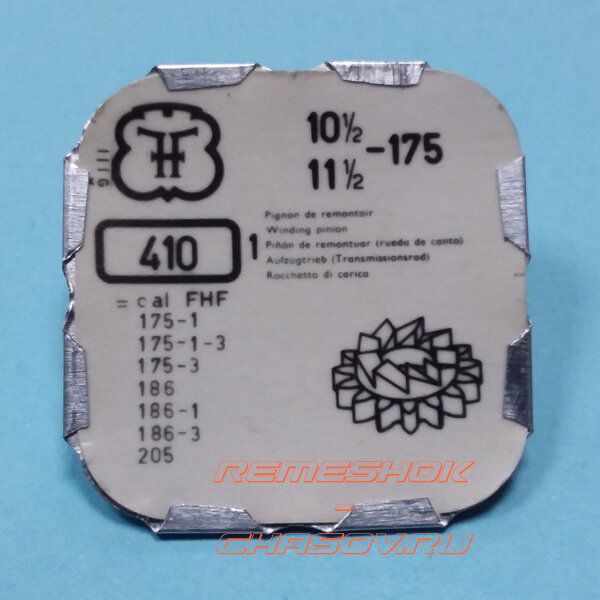 10½
11½
-175
IIIG
410
1
Pignon de remontoir
Winding pinion
Piñón de remontuar (rueda de canto)
Aufzugtrieb (Transmissionsrad)
Rocchetto di carica
= cal FHF
175-1
175-1-3
175-3
186
186-1
186-3
205
REMESHOK
-
CHASOV.RU